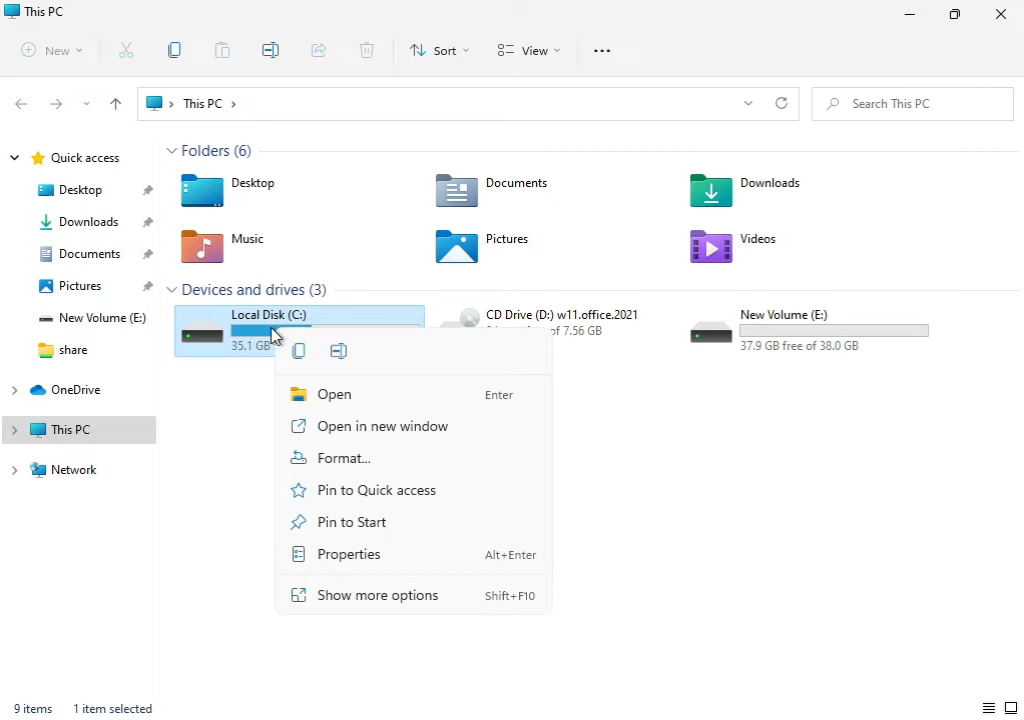 This PC
New
Sort
View
This PC
Search This PC
Quick access
Desktop
Downloads
Documents
Pictures
New Volume (E:)
share
OneDrive
This PC
Network
Folders (6)
Desktop
Documents
Downloads
Music
Pictures
Videos
Devices and drives (3)
Local Disk (C:)
35.1 GB
CD Drive (D:) w11.office.2021
of 7.56 GB
New Volume (E:)
37.9 GB free of 38.0 GB
Open Enter
Open in new window
Format...
Pin to Quick access
Pin to Start
Properties Alt+Enter
Show more options Shift+F10
9 items 1 item selected